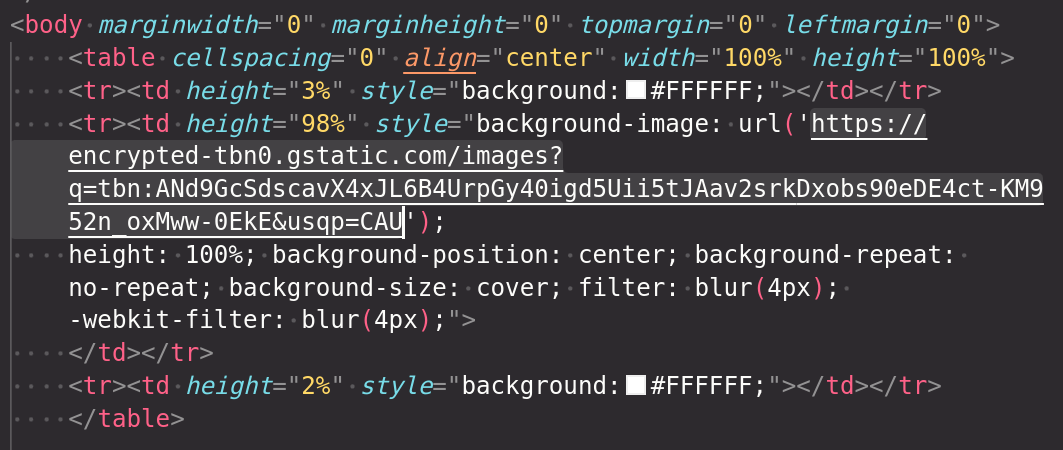 <body marginwidth="0" marginheight="0" topmargin="0" leftmargin="0">
<table cellspacing="0" align="center" width="100%" height="100%">
<tr><td height="3%" style="background:#FFFFFF;"></td></tr>
<tr><td height="98%" style="background-image: url('https://
encrypted-tbn0.gstatic.com/images?
q=tbn:ANd9GcSdscavX4xJL6B4UrpGy40igd5Uii5tJAav2srkDxobs90eDE4ct-KM9
52n_oxMww-0EkE&usqp=CAU');
height: 100%; background-position: center; background-repeat:
no-repeat; background-size: cover; filter: blur(4px);
-webkit-filter: blur(4px);">
</td></tr>
<tr><td height="2%" style="background:#FFFFFF;"></td></tr>
</table>